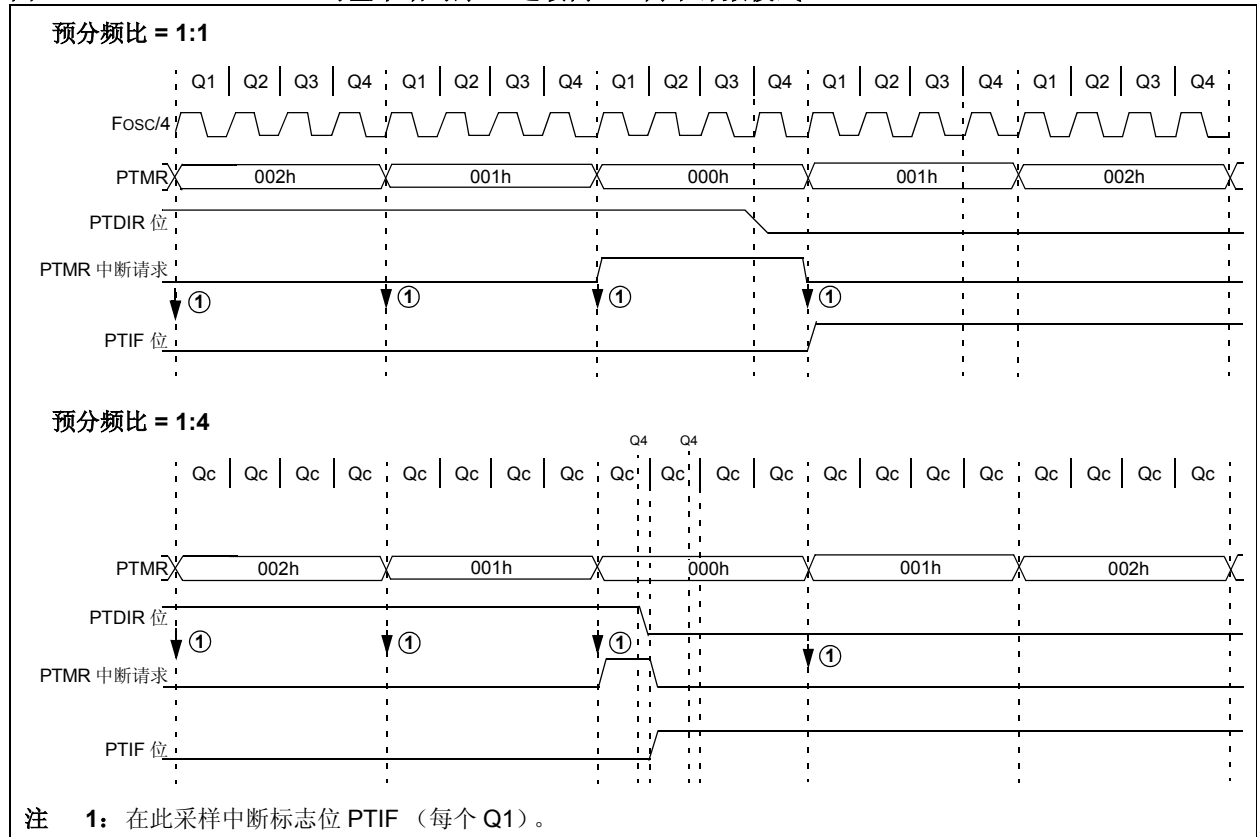 预分频比 = 1:1
Q1 Q2 Q3 Q4 Q1 Q2 Q3 Q4 Q1 Q2 Q3 Q4 Q1 Q2 Q3 Q4 Q1 Q2 Q3 Q4
FOSC/4
PTMR 002h 001h 000h 001h 002h
PTDIR 位
PTMR 中断请求
① ① ① ①
PTIF 位
预分频比 = 1:4
Q4 Q4
Qc Qc Qc Qc Qc Qc Qc Qc Qc Qc Qc Qc Qc Qc Qc Qc Qc Qc Qc Qc
PTMR 002h 001h 000h 001h 002h
PTDIR 位
① ① ① ①
PTMR 中断请求
PTIF 位
注 1: 在此采样中断标志位 PTIF （每个 Q1）。